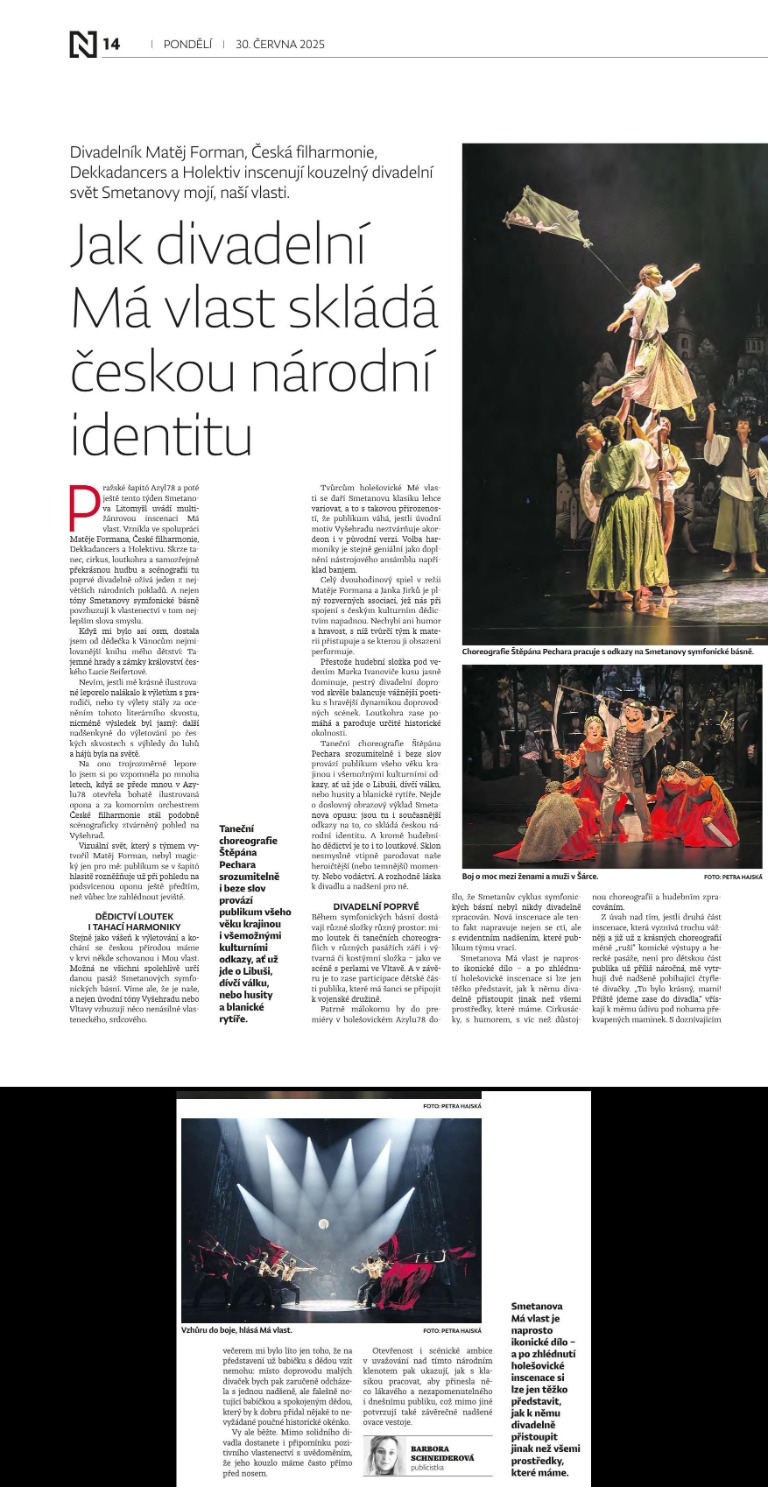 N 14 | PONDĚLÍ | 30. ČERVNA 2025
Divadelník Matěj Forman, Česká filharmonie,
Dekkadancers a Holektiv inscenují kouzelný divadelní
svět Smetanovy mojí, naší vlasti.
Jak divadelní
Má vlast skládá
českou národní
identitu
Pražské šapitó Azyl78 a poté
ještě tento týden Smetano-
va Litomyšl uvádí multi-
žánrovou inscenaci Má
vlast. Vznikla ve spolupráci
Matěje Formana, České filharmonie,
Dekkadancers a Holektivu. Skrze ta-
nec, cirkus, loutkohru a samozřejmě
překrásnou hudbu a scénografii tu
poprvé divadelně ožívá jeden z nej-
větších národních pokladů. A nejen
tóny Smetanovy symfonické básně
povzbuzují k vlastenectví v tom nej-
lepším slova smyslu.
Když mi bylo asi osm, dostala
jsem od dědečka k Vánocům nejmi-
lovanější knihu mého dětství: Ta-
jemné hrady a zámky království čes-
kého Lucie Seifertové.
Nevím, jestli mé krásně ilustrova-
né leporelo nalákalo k výletům s pra-
rodiči, nebo ty výlety stály za oce-
něním tohoto literárního skvostu,
nicméně výsledek byl jasný: další
nadšenkyně do výletování po čes-
kých skvostech s výhledy do luhů
a hájů byla na světě.
Na ono trojrozměrné lepore-
lo jsem si po vzpomněla po mnoha
letech, když se přede mnou v Azy-
lu78 otevřela bohatě ilustrovaná
opona a za komorním orchestrem
České filharmonie stál podobně
scénograficky ztvárněný pohled na
Vyšehrad.
Vizuální svět, který s týmem vy-
tvořil Matěj Forman, nebyl magic-
ký jen pro mě: publikum se v šapitó
hlasitě rozněžňuje už při pohledu na
podsvícenou oponu ještě předtím,
než vůbec lze zahlédnout jeviště.
DĚDICTVÍ LOUTEK
I TAHACÍ HARMONIKY
Stejně jako vášeň k výletování a ko-
chání se českou přírodou máme
v krvi někde schovanou i Mou vlast.
Možná ne všichni spolehlivě určí
danou pasáž Smetanových symfo-
nických básní. Víme ale, že je naše,
a nejen úvodní tóny Vyšehradu nebo
Vltavy vzbuzují něco nenásilně vlas-
teneckého, srdcového.
Taneční
choreografie
Štěpána
Pechara
srozumitelně
i beze slov
provází
publikum všeho
věku krajinou
i všemožnými
kulturními
odkazy, ať už
jde o Libuši,
dívčí válku,
nebo husity
a blanické
rytíře.
Tvůrcům holešovické Mé vlas-
ti se daří Smetanovu klasiku lehce
variovat, a to s takovou přirozenos-
tí, že publikum váhá, jestli úvodní
motiv Vyšehradu neztvárňuje akor-
deon i v původní verzi. Volba har-
moniky je stejně geniální jako dopl-
nění nástrojového ansámblu napří-
klad banjem.
Celý dvouhodinový spiel v režii
Matěje Formana a Janka Jirků je pl-
ný rozverných asociací, jež nás při
spojení s českým kulturním dědic-
tvím napadnou. Nechybí ani humor
a hravost, s níž tvůrčí tým k mate-
rii přistupuje a se kterou ji obsazení
performuje.
Přestože hudební složka pod ve-
dením Marka Ivanoviče kusu jasně
dominuje, pestrý divadelní dopro-
vod skvěle balancuje vážnější poeti-
ku s hravější dynamikou doprovod-
ných scének. Loutkohra zase po-
máhá a paroduje určité historické
okolnosti.
Taneční choreografie Štěpána
Pechara srozumitelně i beze slov
provází publikum všeho věku kra-
jinou i všemožnými kulturními od-
kazy, ať už jde o Libuši, dívčí válku,
nebo husity a blanické rytíře. Nejde
o doslovný obrazový výklad Smeta-
nova opusu: jsou tu i současnější
odkazy na to, co skládá českou ná-
rodní identitu. A kromě hudební-
ho dědictví je to i to loutkové. Sklon
nesmyslně vtipně parodovat naše
heroičtější (nebo temnější) momen-
ty. Nebo vodáctví. A rozhodně láska
k divadlu a nadšení pro ně.
DIVADELNÍ POPRVÉ
Během symfonických básní dostá-
vají různé složky různý prostor: mi-
mo loutek či tanečních choreogra-
fiích v různých pasážích září i vý-
tvarná či kostýmní složka – jako ve
scéně s perlami ve Vltavě. A v závě-
ru je to zase participace dětské čás-
ti publika, které má šanci se připojit
k vojenské družině.
Patrně málokomu by do pre-
miéry v holešovickém Azylu78 do-
Choreografie Štěpána Pechara pracuje s odkazy na Smetanovy symfonické básně.
Boj o moc mezi ženami a muži v Šárce.
FOTO: PETRA HAJSKÁ
šlo, že Smetanův cyklus symfonic-
kých básní nebyl nikdy divadelně
zpracován. Nová inscenace ale ten-
to fakt napravuje nejen se ctí, ale
s evidentním nadšením, které pub-
likum týmu vrací.
Smetanova Má vlast je napros-
to ikonické dílo – a po zhlédnu-
tí holešovické inscenace si lze jen
těžko představit, jak k němu diva-
delně přistoupit jinak než všemi
prostředky, které máme. Cirkusác-
ky, s humorem, s víc než důstoj-
nou choreografií a hudebním zpra-
cováním.
Z úvah nad tím, jestli druhá část
inscenace, která vyznívá trochu váž-
něji a již už z krásných choreografií
méně „ruší“ komické výstupy a he-
recké pasáže, není pro dětskou část
publika už příliš náročná, mě vytr-
hují dvě nadšeně pobíhající čtyřle-
té divačky. „To bylo krásný, mami!
Příště jdeme zase do divadla,“ vřís-
kají k mému údivu pod nohama pře-
kvapených maminek. S doznívajícím
FOTO: PETRA HAJSKÁ
Vzhůru do boje, hlásá Má vlast.
FOTO: PETRA HAJSKÁ
večerem mi bylo líto jen toho, že na
představení už babičku s dědou vzít
nemohu: místo doprovodu malých
diváček bych pak zaručeně odcháze-
la s jednou nadšeně, ale falešně no-
tující babičkou a spokojeným dědou,
který by k dobru přidal nějaké to ne-
vyžádané poučné historické okénko.
Vy ale běžte. Mimo solidního di-
vadla dostanete i připomínku pozi-
tivního vlastenectví s uvědoměním,
že jeho kouzlo máme často přímo
před nosem.
Otevřenost i scénické ambice
v uvažování nad tímto národním
klenotem pak ukazují, jak s kla-
sikou pracovat, aby přinesla ně-
co lákavého a nezapomenutelného
i dnešnímu publiku, což mimo jiné
potvrzují také závěrečné nadšené
ovace vestoje.
BARBORA
SCHNEIDEROVÁ
publicistka
Smetanova
Má vlast je
naprosto
ikonické dílo –
a po zhlédnutí
holešovické
inscenace si
lze jen těžko
představit,
jak k němu
divadelně
přistoupit
jinak než všemi
prostředky,
které máme.